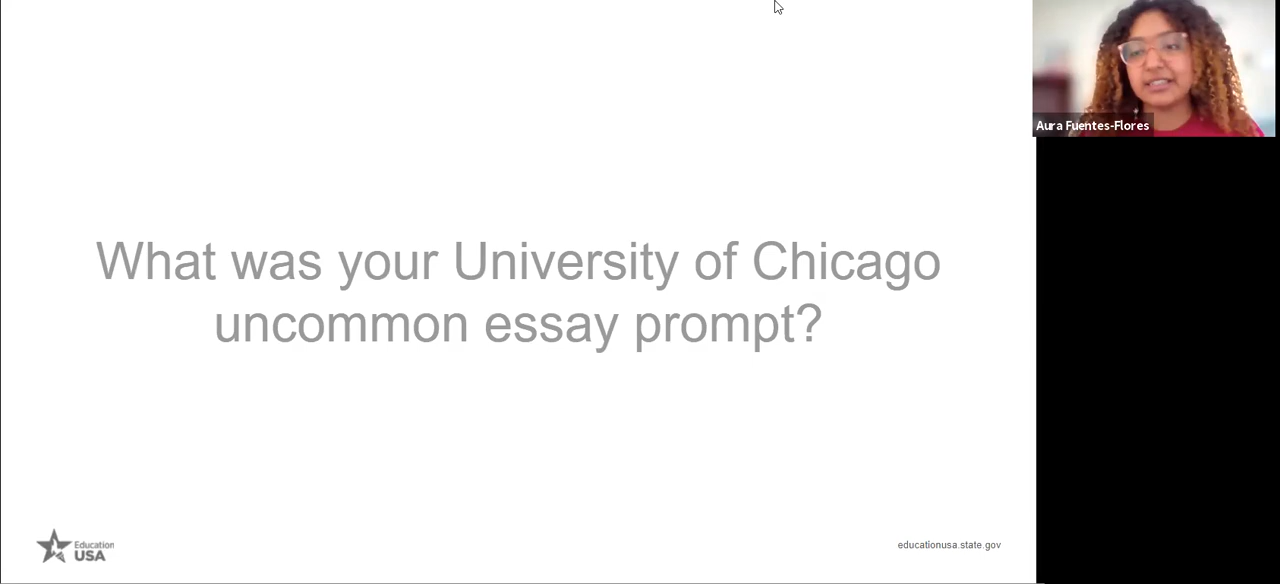 What was your University of Chicago
uncommon essay prompt?
Aura Fuentes-Flores
Education
USA
educationusa.state.gov